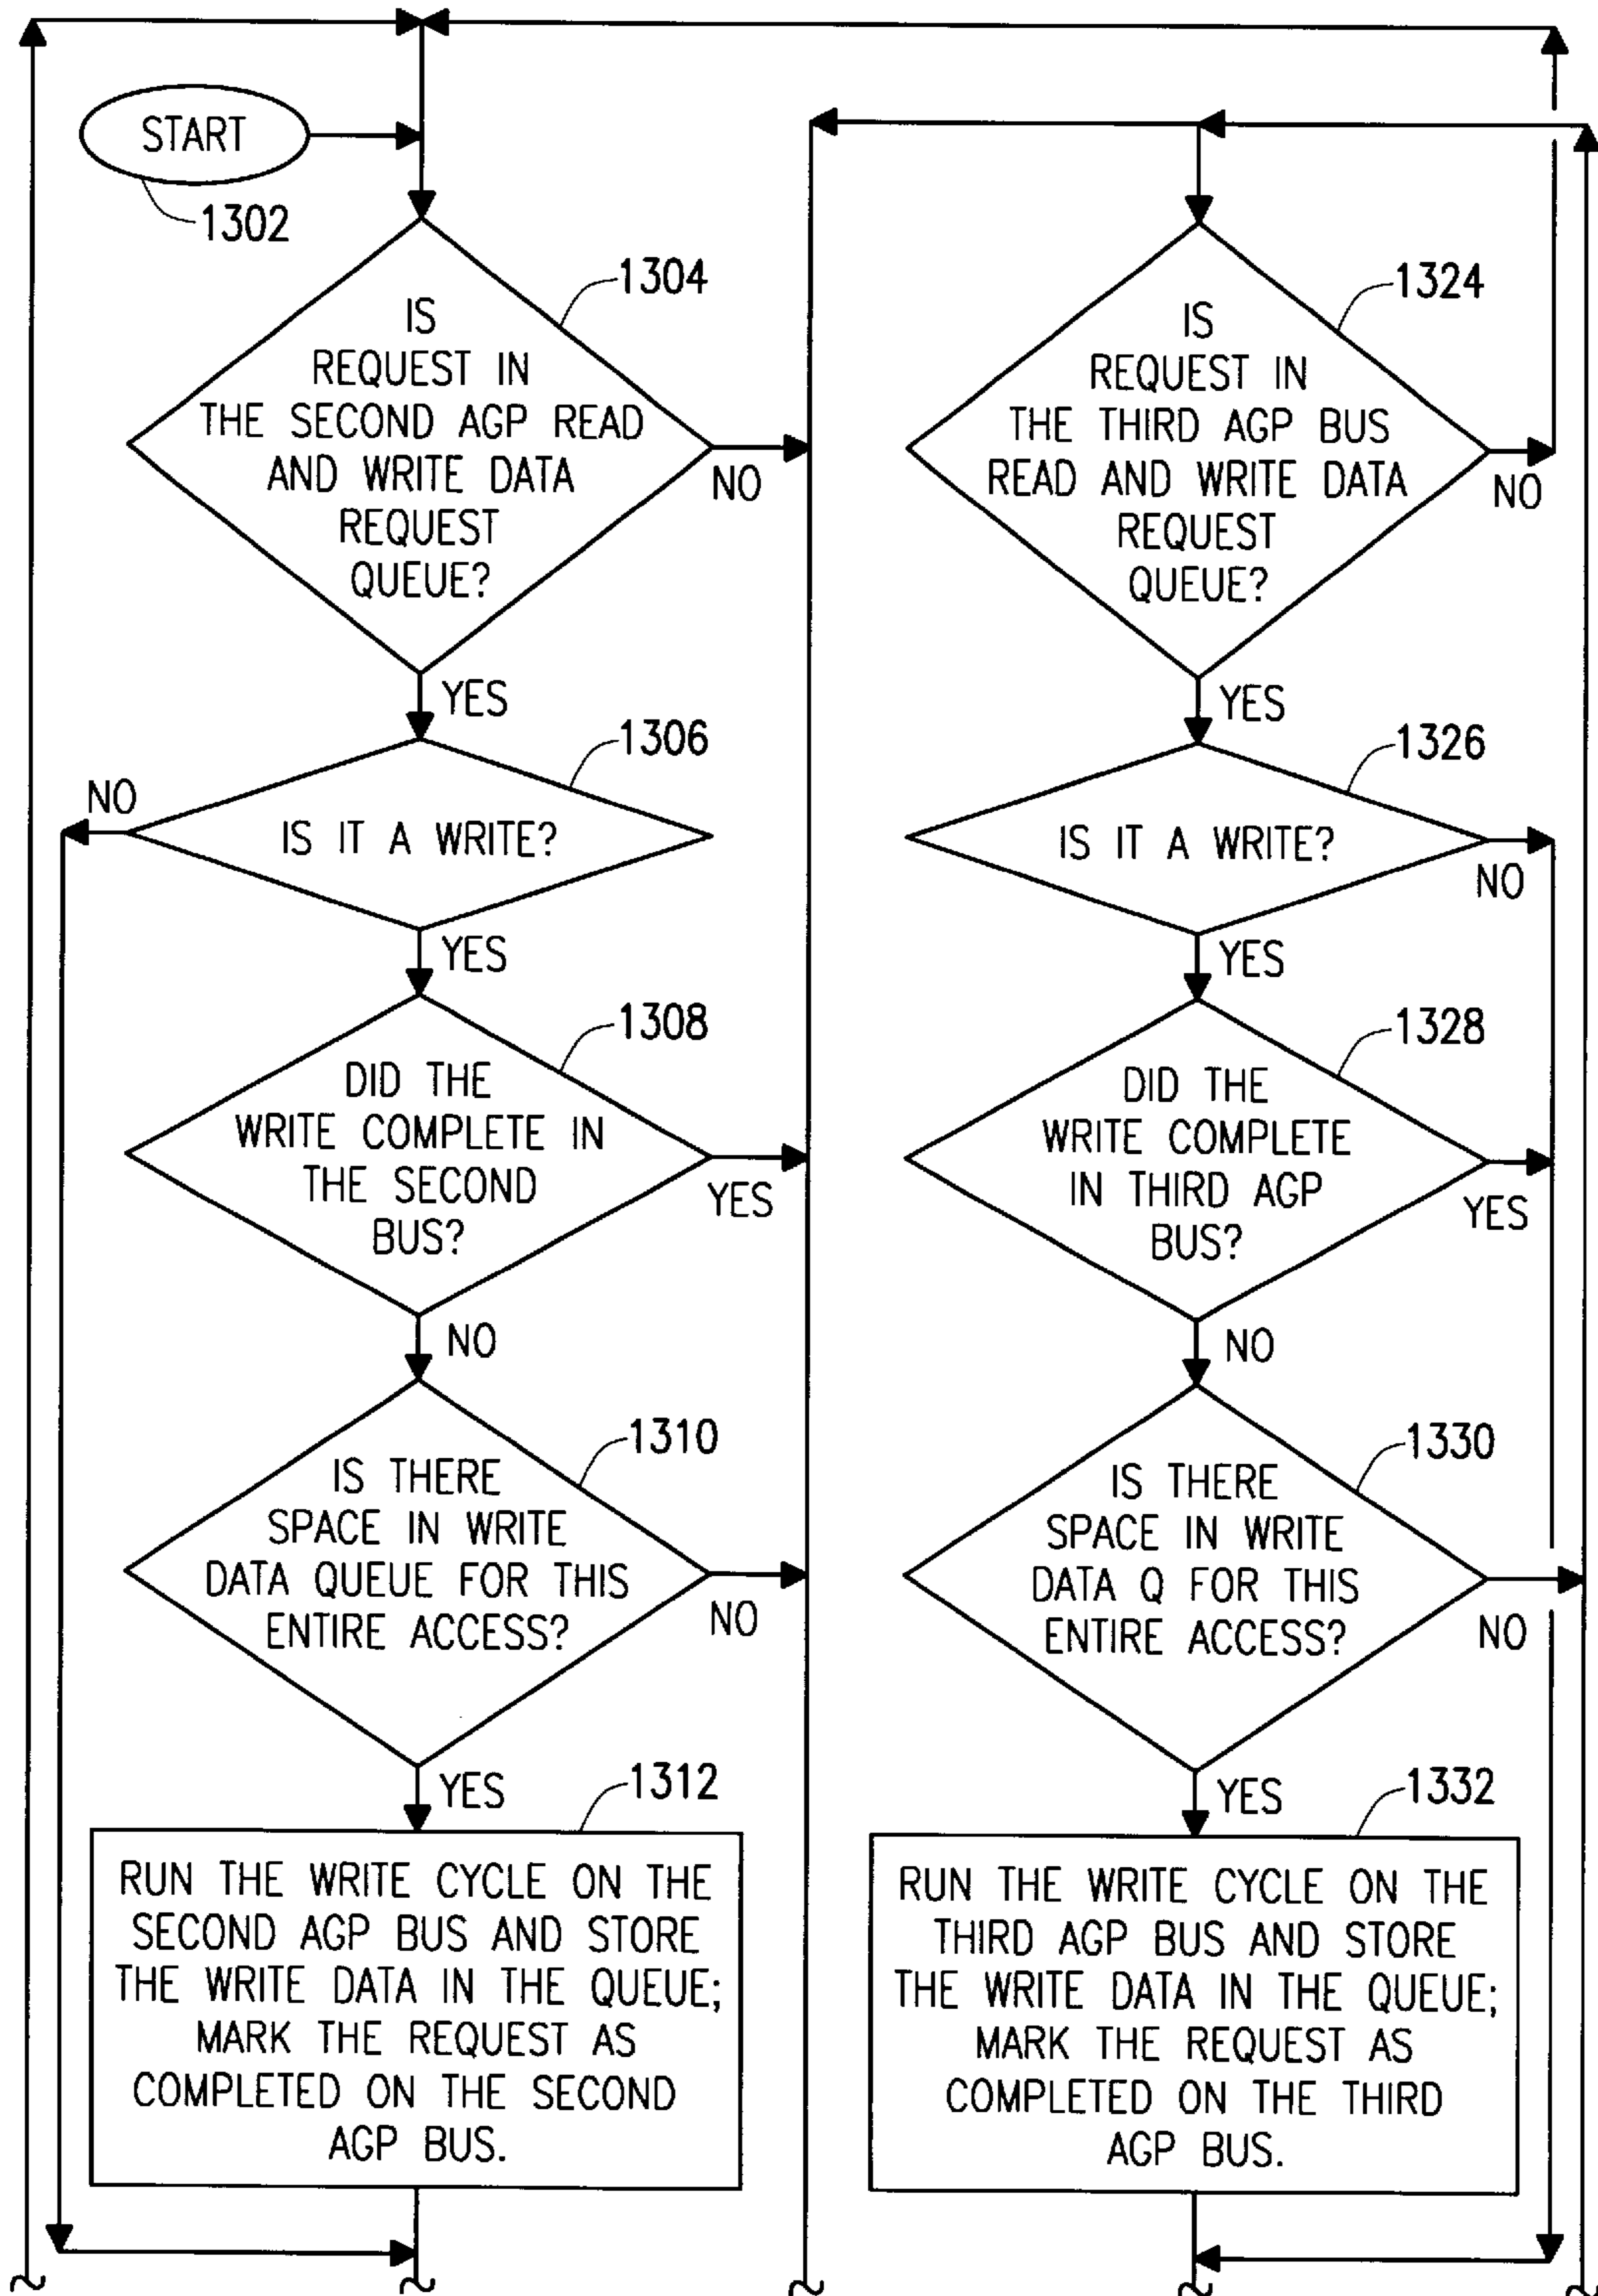 START
1302
1304
IS
REQUEST IN
THE SECOND AGP READ
AND WRITE DATA
REQUEST
QUEUE?
NO
YES
1306
NO
IS IT A WRITE?
YES
1308
DID THE
WRITE COMPLETE IN
THE SECOND
BUS?
YES
NO
1310
IS THERE
SPACE IN WRITE
DATA QUEUE FOR THIS
ENTIRE ACCESS?
NO
YES
1312
RUN THE WRITE CYCLE ON THE
SECOND AGP BUS AND STORE
THE WRITE DATA IN THE QUEUE;
MARK THE REQUEST AS
COMPLETED ON THE SECOND
AGP BUS.
1324
IS
REQUEST IN
THE THIRD AGP BUS
READ AND WRITE DATA
REQUEST
QUEUE?
NO
YES
1326
IS IT A WRITE?
NO
YES
1328
DID THE
WRITE COMPLETE
IN THIRD AGP
BUS?
YES
NO
1330
IS THERE
SPACE IN WRITE
DATA Q FOR THIS
ENTIRE ACCESS?
NO
YES
1332
RUN THE WRITE CYCLE ON THE
THIRD AGP BUS AND STORE
THE WRITE DATA IN THE QUEUE;
MARK THE REQUEST AS
COMPLETED ON THE THIRD
AGP BUS.